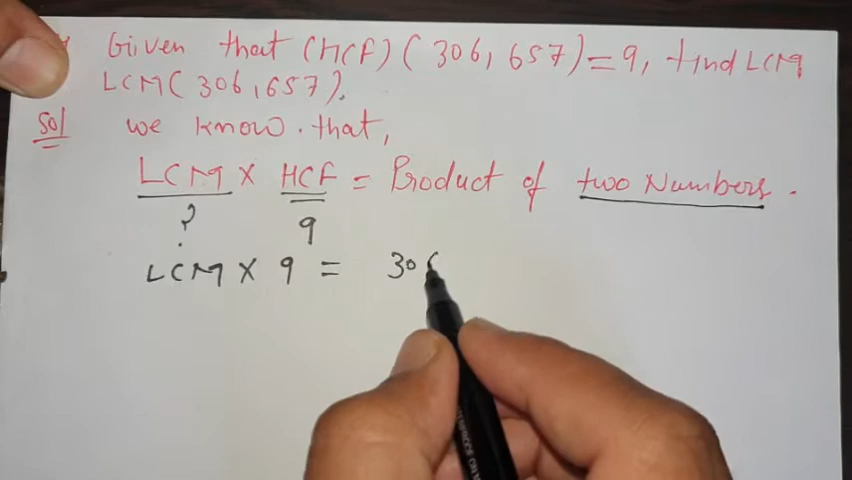 Given that (HCF) (306, 657) = 9, find LCM
LCM( 306, 657).
Sol we know that,
LCM × HCF = Product of two Numbers.
? 9
LCM × 9 = 306